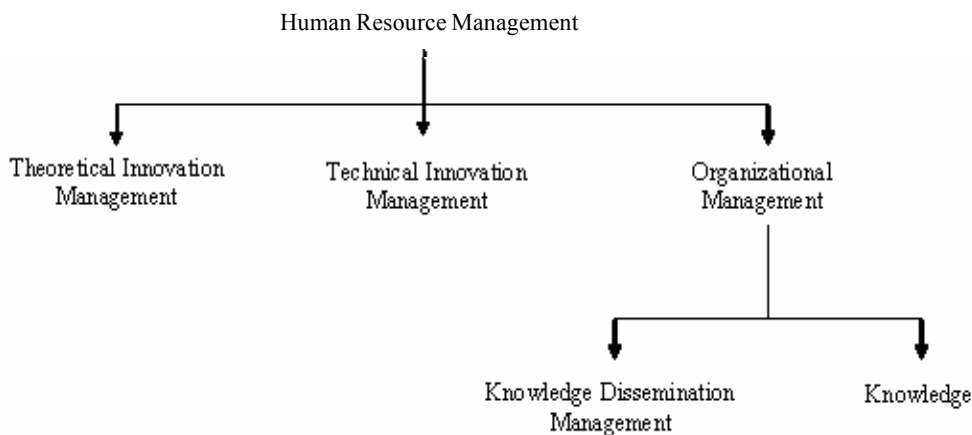 Human Resource Management
Theoretical Innovation
Management
Technical Innovation
Management
Organizational
Management
Knowledge Dissemination
Management
Knowledge